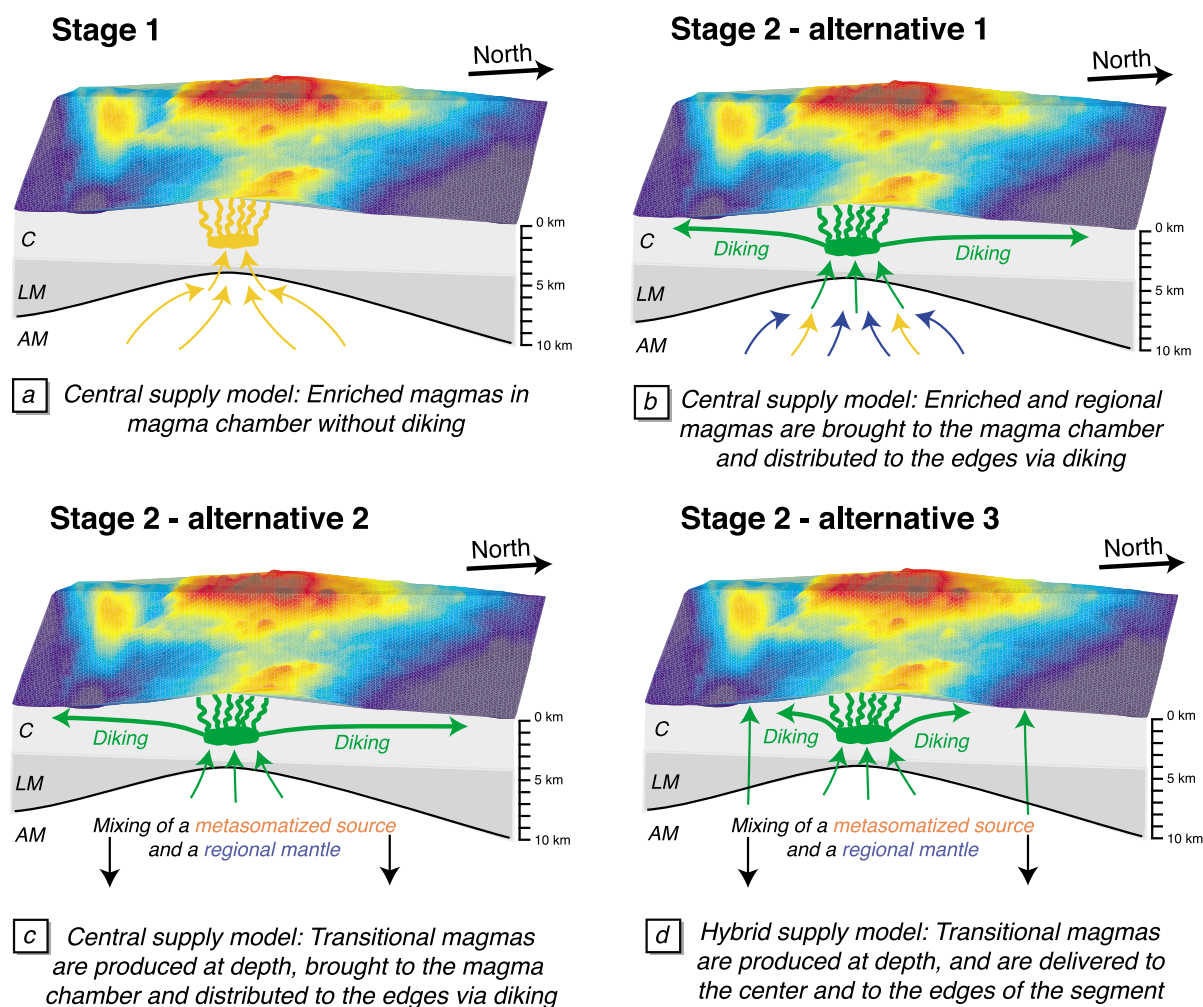 Stage 1
North
C
LM
AM
0 km
5 km
10 km
a Central supply model: Enriched magmas in
magma chamber without diking
Stage 2 - alternative 1
North
C
Diking
Diking
LM
AM
0 km
5 km
10 km
b Central supply model: Enriched and regional
magmas are brought to the magma chamber
and distributed to the edges via diking
Stage 2 - alternative 2
North
C
Diking
Diking
LM
AM
0 km
5 km
10 km
Mixing of a metasomatized source
and a regional mantle
c Central supply model: Transitional magmas
are produced at depth, brought to the magma
chamber and distributed to the edges via diking
Stage 2 - alternative 3
North
C
Diking
Diking
LM
AM
0 km
5 km
10 km
Mixing of a metasomatized source
and a regional mantle
d Hybrid supply model: Transitional magmas
are produced at depth, and are delivered to
the center and to the edges of the segment